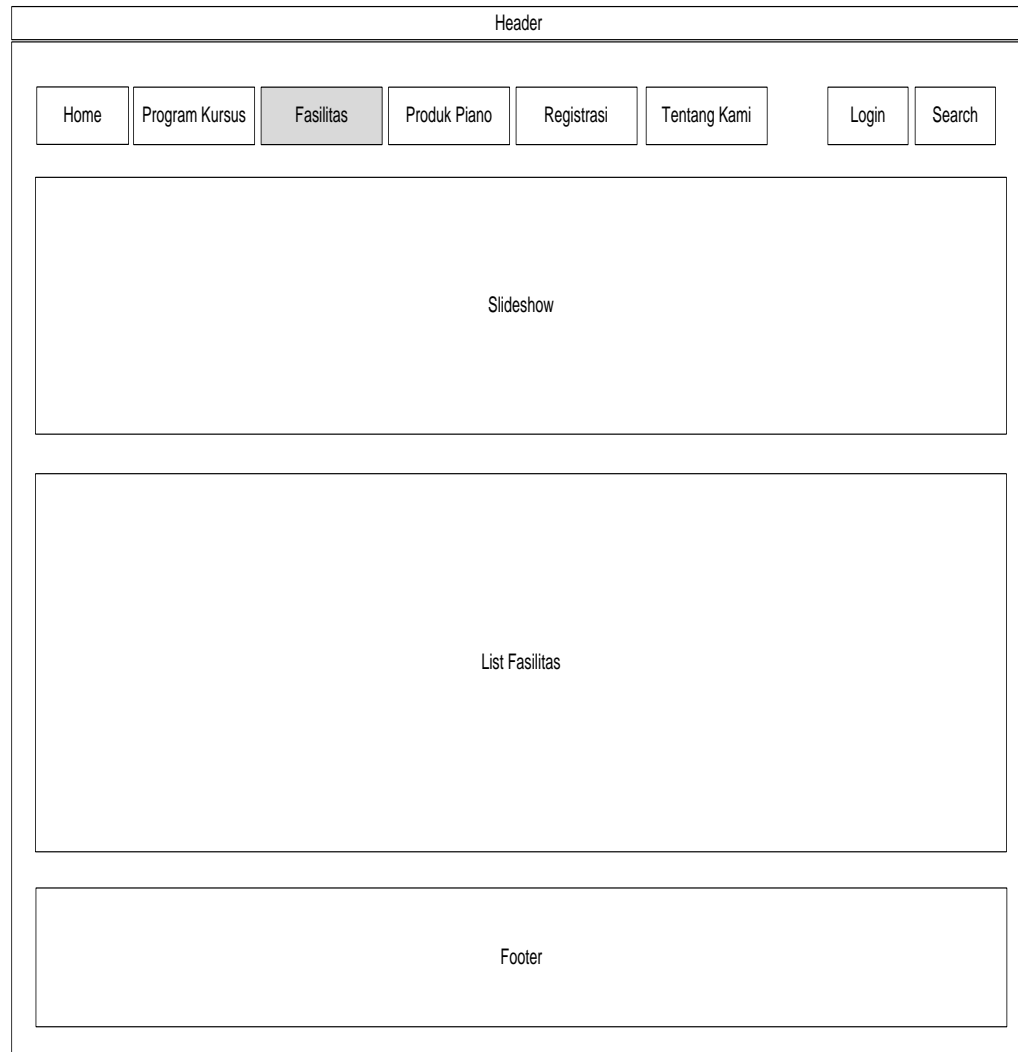 Header
Home Program Kursus Fasilitas Produk Piano Registrasi Tentang Kami Login Search
Slideshow
List Fasilitas
Footer